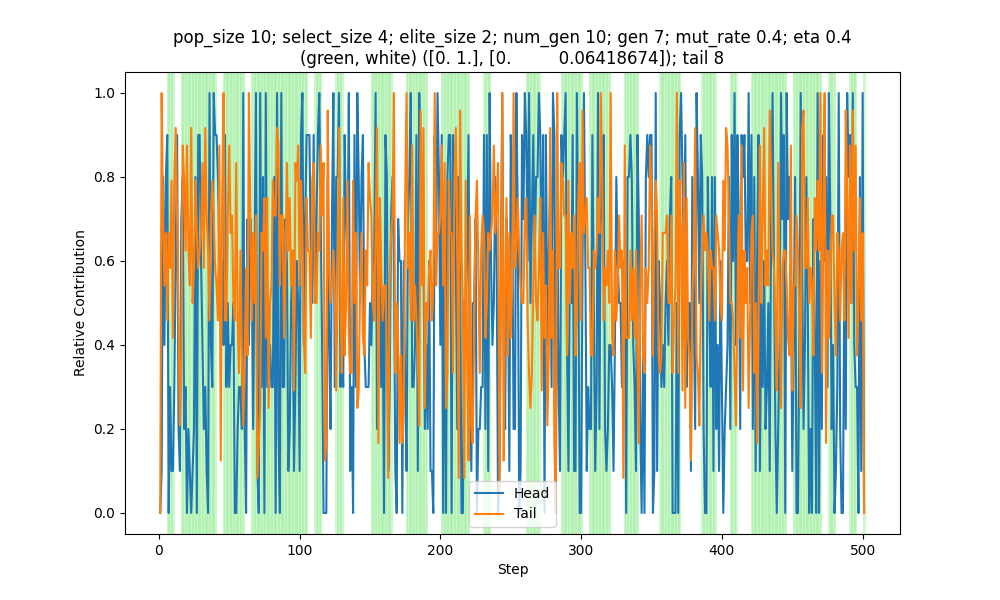 pop_size 10; select_size 4; elite_size 2; num_gen 10; gen 7; mut_rate 0.4; eta 0.4
(green, white) ([0. 1.], [0.         0.06418674]); tail 8
1.0
0.8
0.6
0.4
0.2
0.0
Relative Contribution
Head
Tail
0 100 200 300 400 500
Step